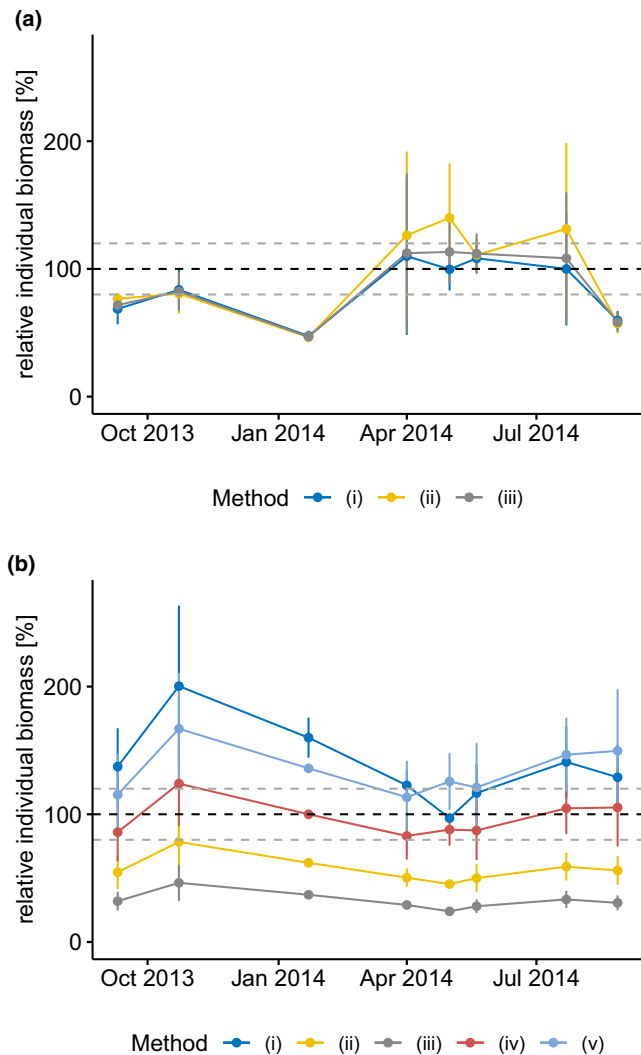 (a)
relative individual biomass [%]
200
100
0
Oct 2013 Jan 2014 Apr 2014 Jul 2014
Method (i) (ii) (iii)
(b)
relative individual biomass [%]
200
100
0
Oct 2013 Jan 2014 Apr 2014 Jul 2014
Method (i) (ii) (iii) (iv) (v)